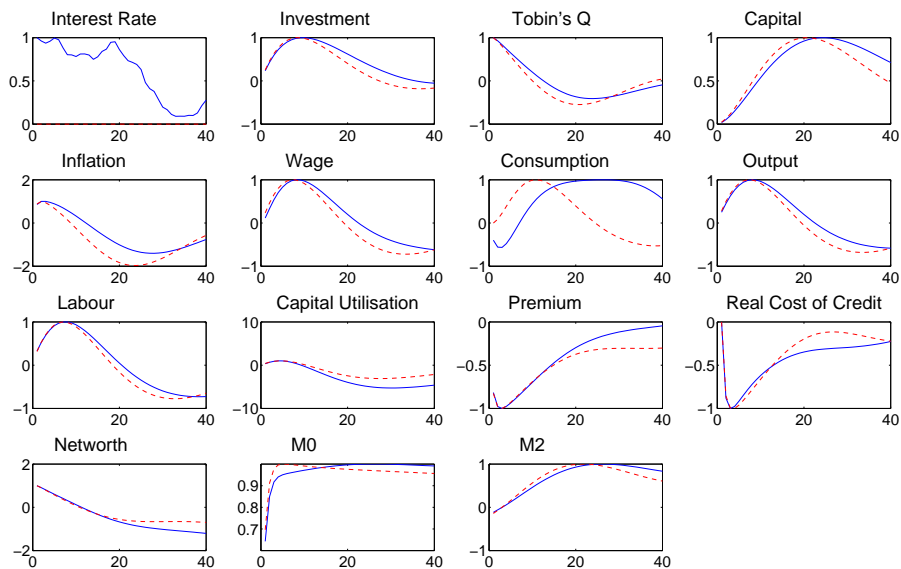 Interest Rate Investment Tobin's Q Capital
1 1 1 1
0.5 0 0 0.5
0 -1 -1 0
0 20 40 0 20 40 0 20 40 0 20 40
Inflation Wage Consumption Output
2 1 1 1
0 0 0 0
-2 -1 -1 -1
0 20 40 0 20 40 0 20 40 0 20 40
Labour Capital Utilisation Premium Real Cost of Credit
1 10 0 0
0 0 -0.5 -0.5
-1 -10 -1 -1
0 20 40 0 20 40 0 20 40 0 20 40
Networth M0 M2
2 0.9 1
0 0.8 0
-2 0.7 -1
0 20 40 0 20 40 0 20 40